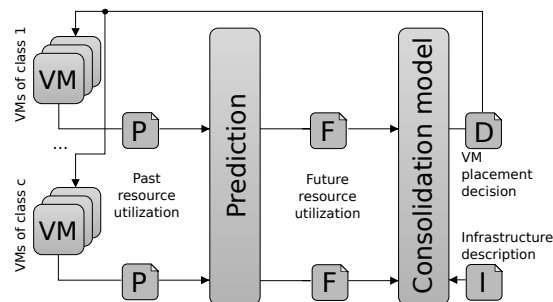 VMs of class 1
VM
P
F
D
...
Past
resource
utilization
Prediction
Future
resource
utilization
Consolidation model
VM
placement
decision
VMs of class c
VM
P
F
Infrastructure
description
I